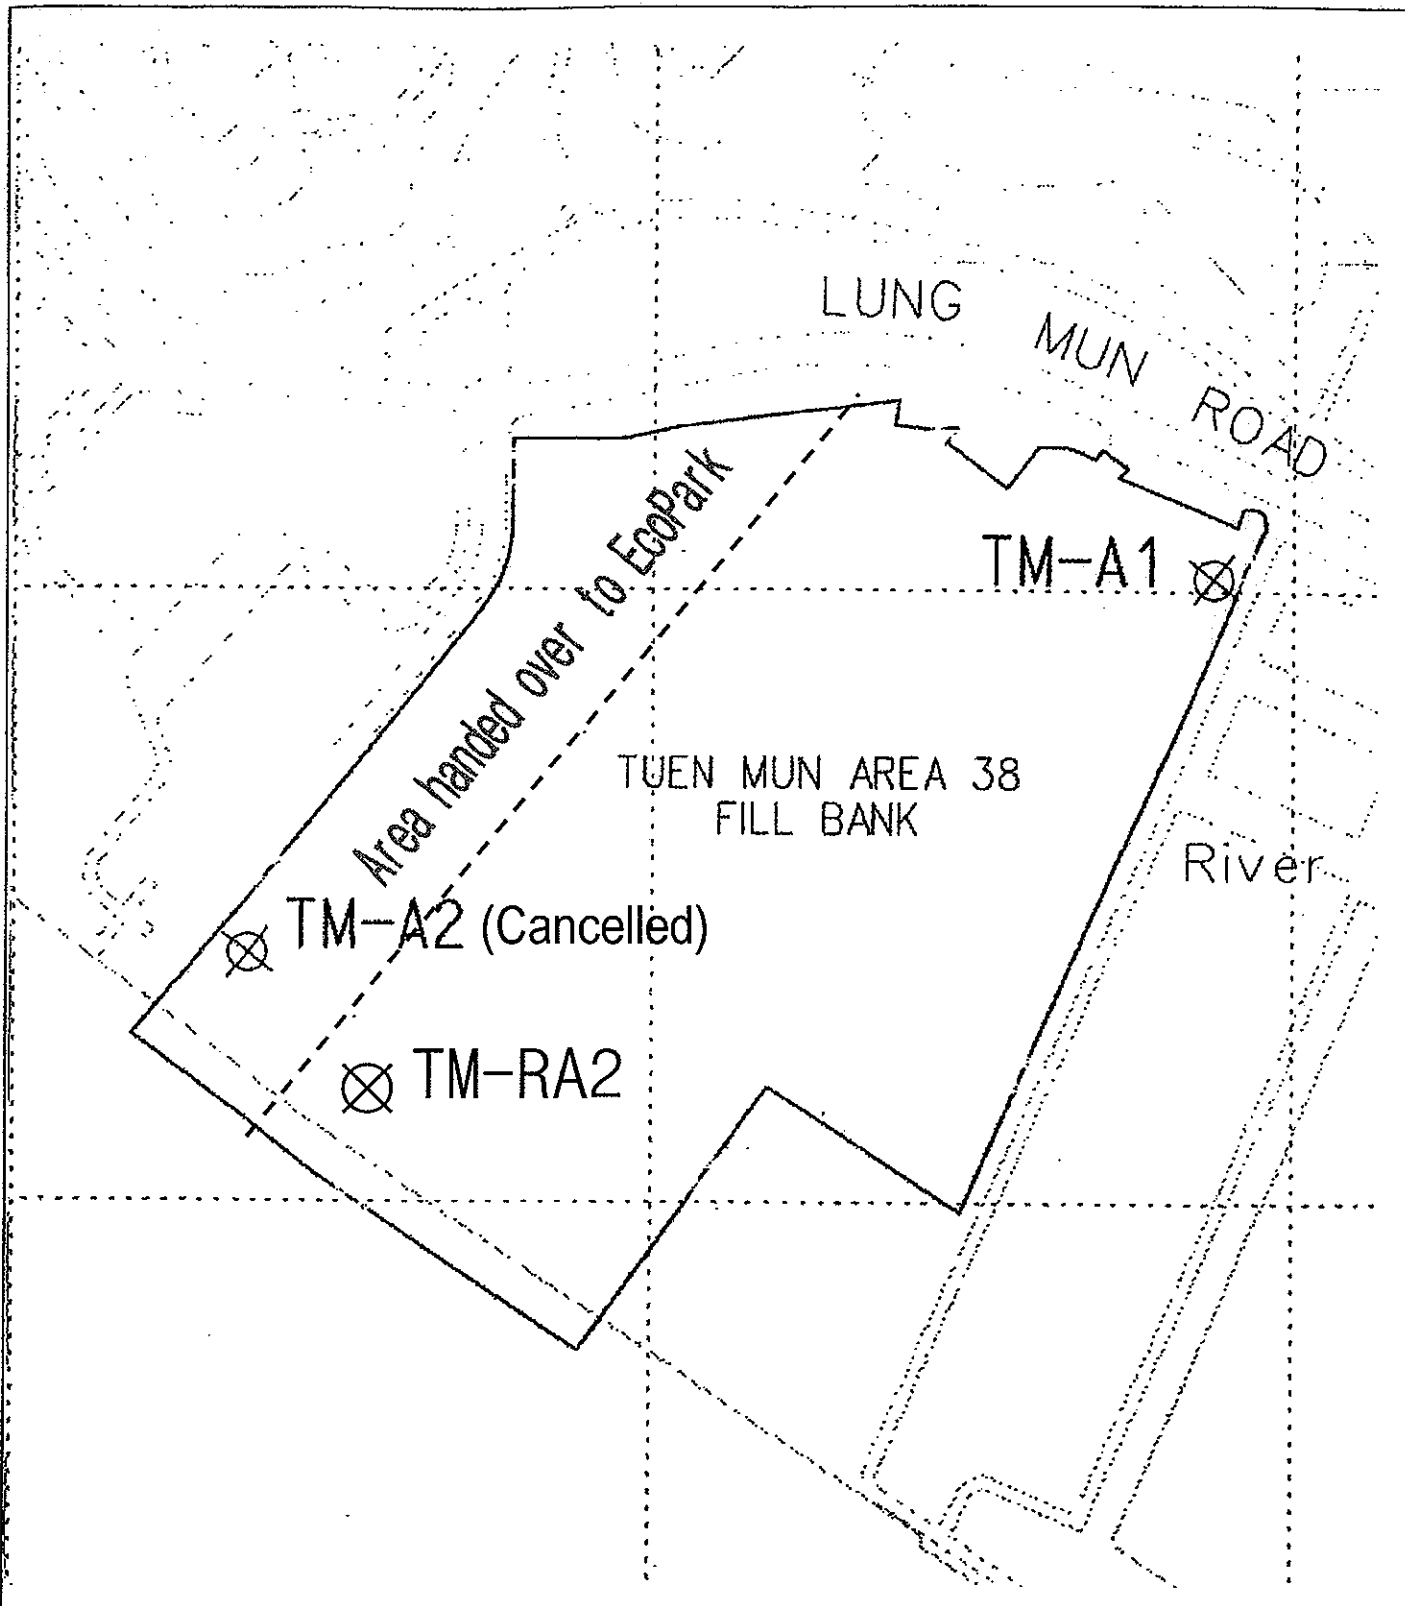 LUNG MUN ROAD
Area handed over to EcoPark
TM-A1
TUEN MUN AREA 38
FILL BANK
River
TM-A2 (Cancelled)
TM-RA2